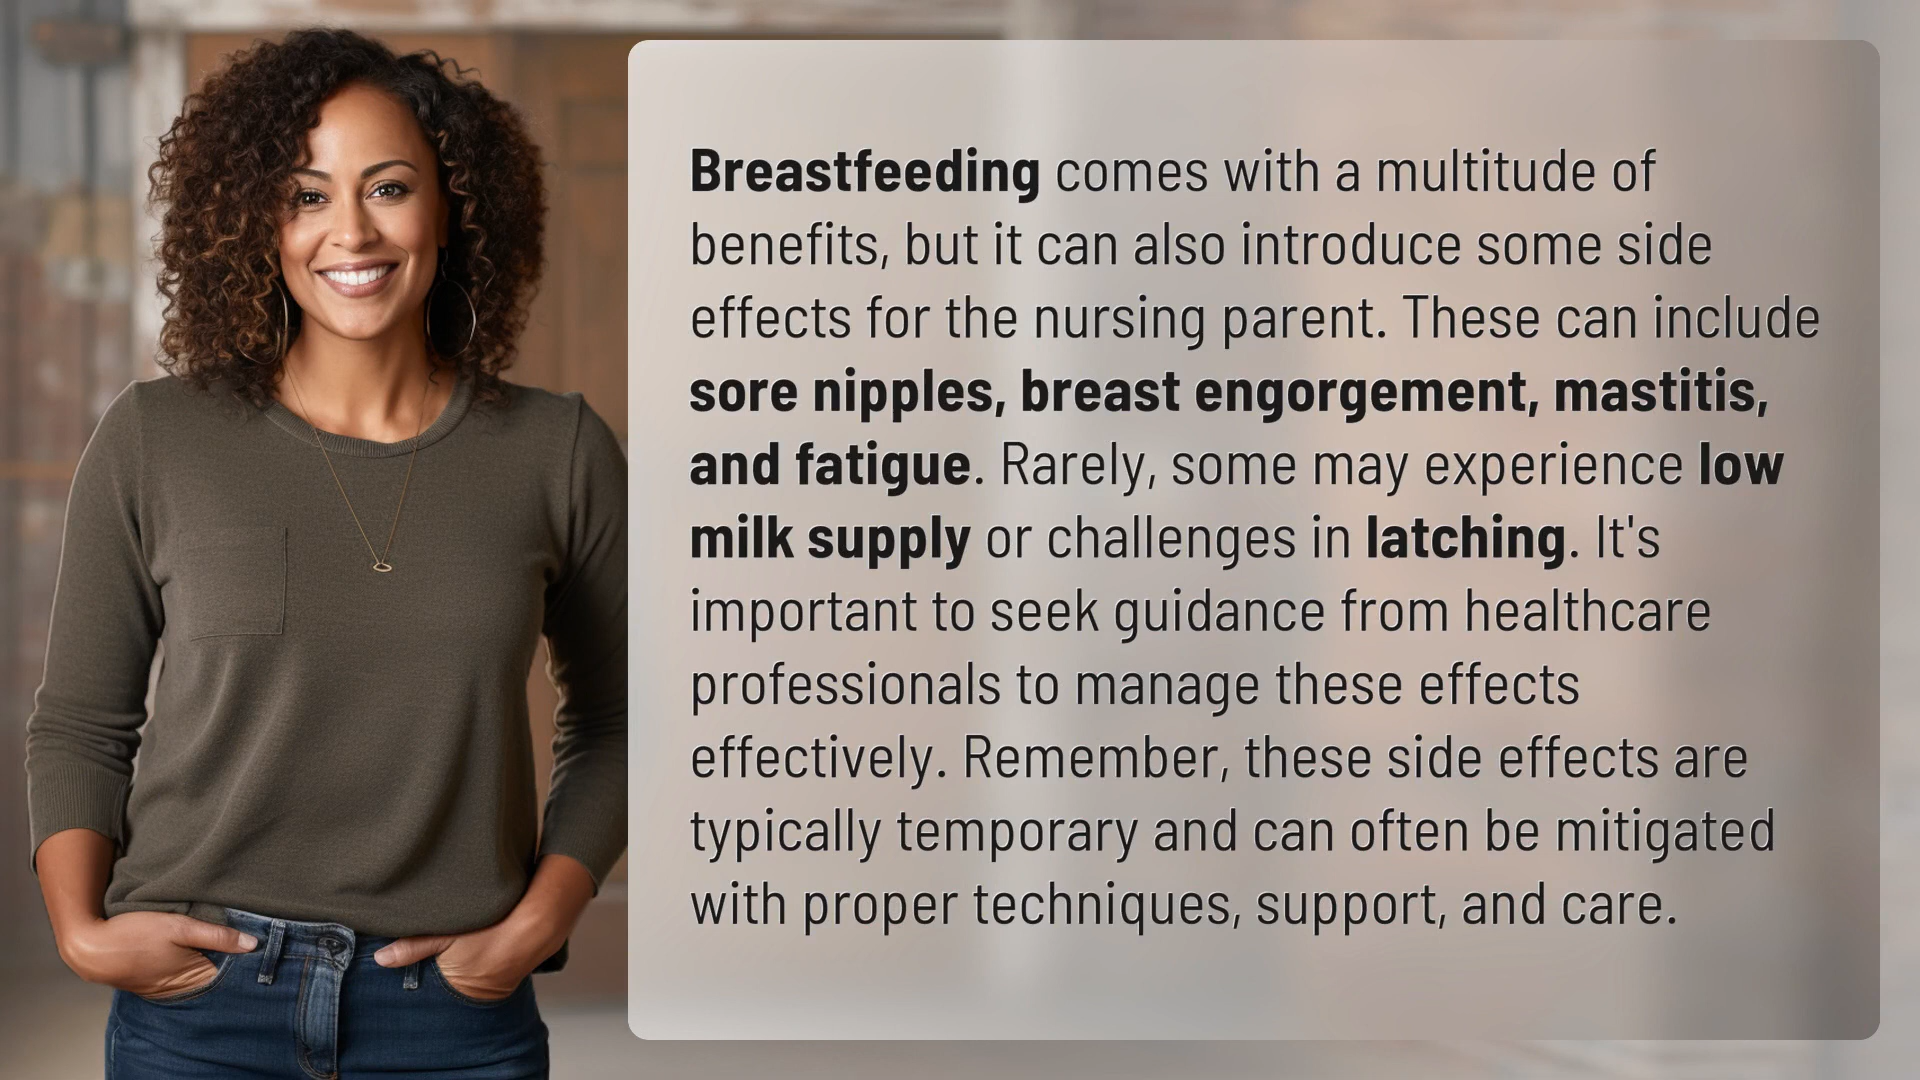 Breastfeeding comes with a multitude of
benefits, but it can also introduce some side
effects for the nursing parent. These can include
sore nipples, breast engorgement, mastitis,
and fatigue. Rarely, some may experience low
milk supply or challenges in latching. It's
important to seek guidance from healthcare
professionals to manage these effects
effectively. Remember, these side effects are
typically temporary and can often be mitigated
with proper techniques, support, and care.